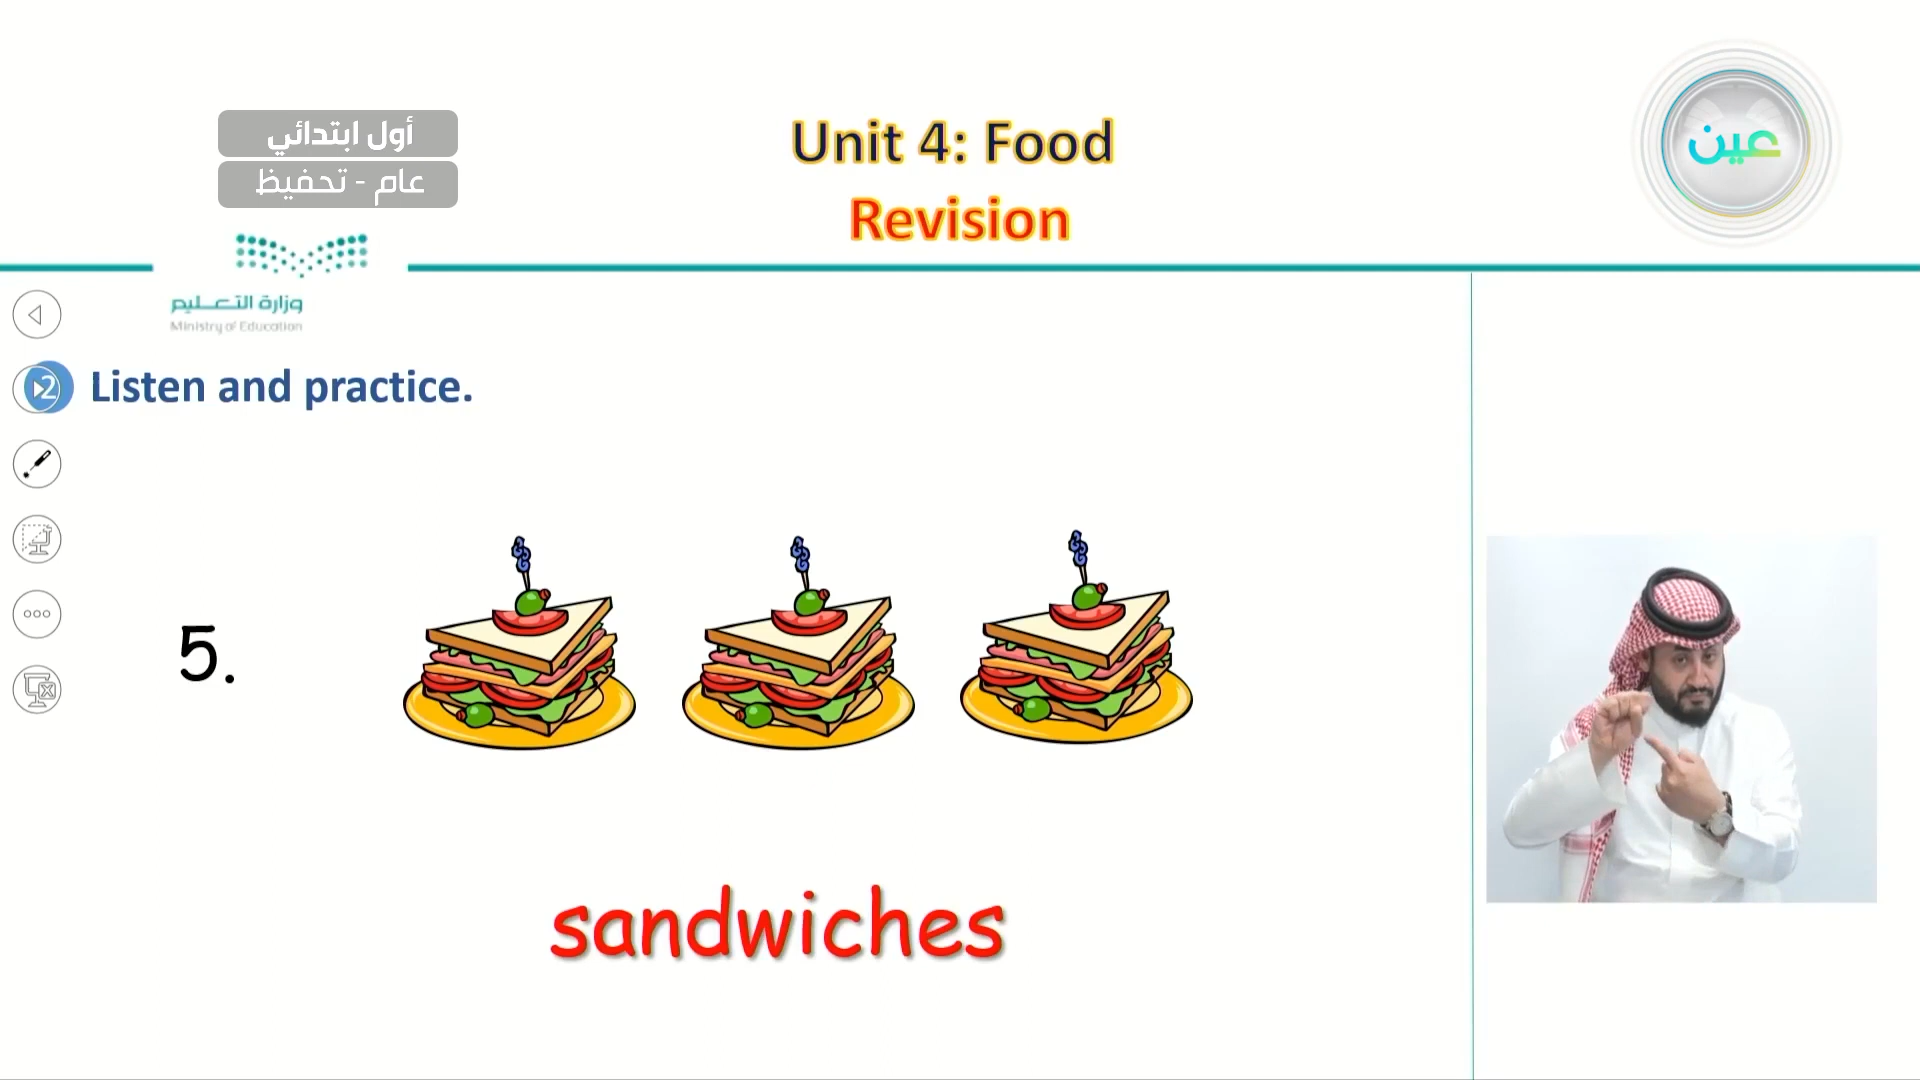 أول ابتدائي
عام - تحفيظ
Unit 4: Food
Revision
عين
وزارة التعليم
Ministry of Education
2 Listen and practice.
5.
sandwiches